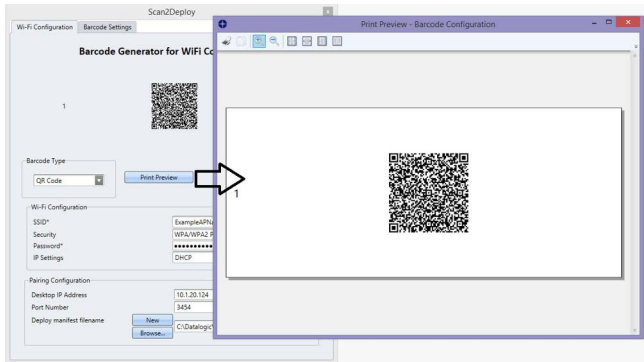 Scan2Deploy
Wi-Fi Configuration Barcode Settings
Barcode Generator for WiFi Co
1
Barcode Type
QR Code
Print Preview
Wi-Fi Configuration
SSID* ExampleAPNa
Security WPA/WPA2 P
Password*
IP Settings DHCP
Pairing Configuration
Desktop IP Address 10.1.20.124
Port Number 3454
Deploy manifest filename New
Browse... C:\Datalogic\
Print Preview - Barcode Configuration
1